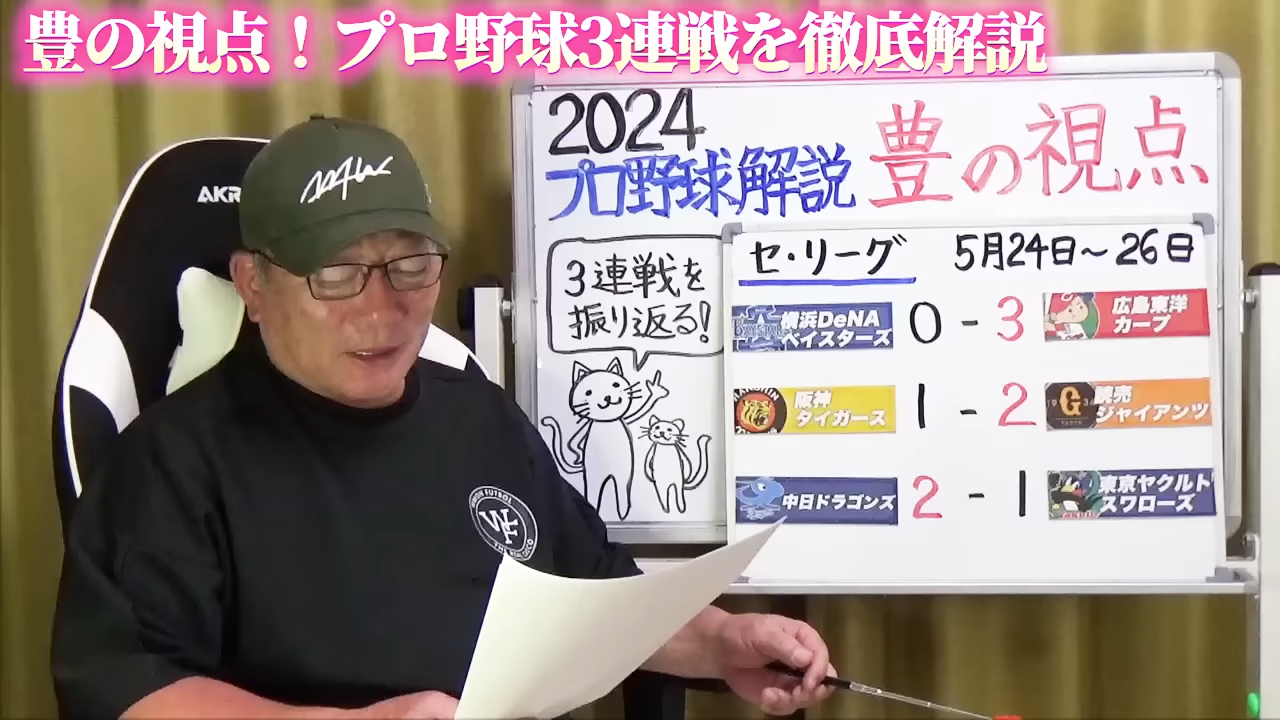 豊の視点！プロ野球3連戦を徹底解説
2024
プロ野球解説 豊の視点
3連戦を
振り返る！
セ・リーグ 5月24日～26日
横浜DeNA
ベイスターズ
0 - 3
広島東洋
カープ
阪神
タイガース
1 - 2
読売
ジャイアンツ
中日ドラゴンズ
2 - 1
東京ヤクルト
スワローズ
AKR
WF